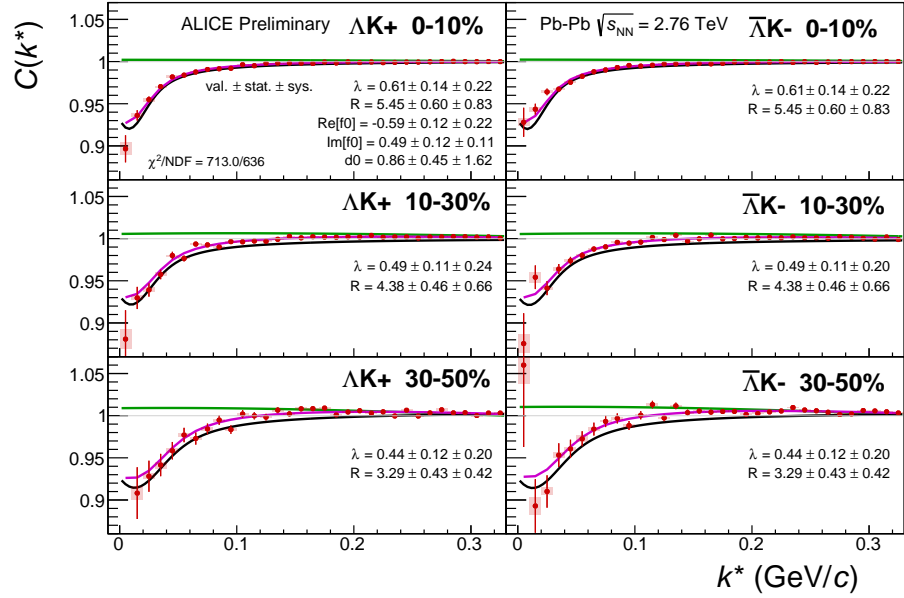 C(k*)
ALICE Preliminary
ΛK+ 0-10%
1.05
1
0.95
0.9
val. ± stat. ± sys.
λ = 0.61± 0.14 ± 0.22
R = 5.45 ± 0.60 ± 0.83
Re[f0] = -0.59 ± 0.12 ± 0.22
Im[f0] = 0.49 ± 0.12 ± 0.11
d0 = 0.86 ± 0.45 ± 1.62
χ²/NDF = 713.0/636
Pb-Pb √sNN = 2.76 TeV
Λ̅K- 0-10%
λ = 0.61± 0.14 ± 0.22
R = 5.45 ± 0.60 ± 0.83
ΛK+ 10-30%
1.05
1
0.95
0.9
λ = 0.49 ± 0.11 ± 0.24
R = 4.38 ± 0.46 ± 0.66
Λ̅K- 10-30%
λ = 0.49 ± 0.11 ± 0.20
R = 4.38 ± 0.46 ± 0.66
ΛK+ 30-50%
1.05
1
0.95
0.9
λ = 0.44 ± 0.12 ± 0.20
R = 3.29 ± 0.43 ± 0.42
Λ̅K- 30-50%
λ = 0.44 ± 0.12 ± 0.20
R = 3.29 ± 0.43 ± 0.42
0 0.1 0.2 0.3
0 0.1 0.2 0.3
k* (GeV/c)